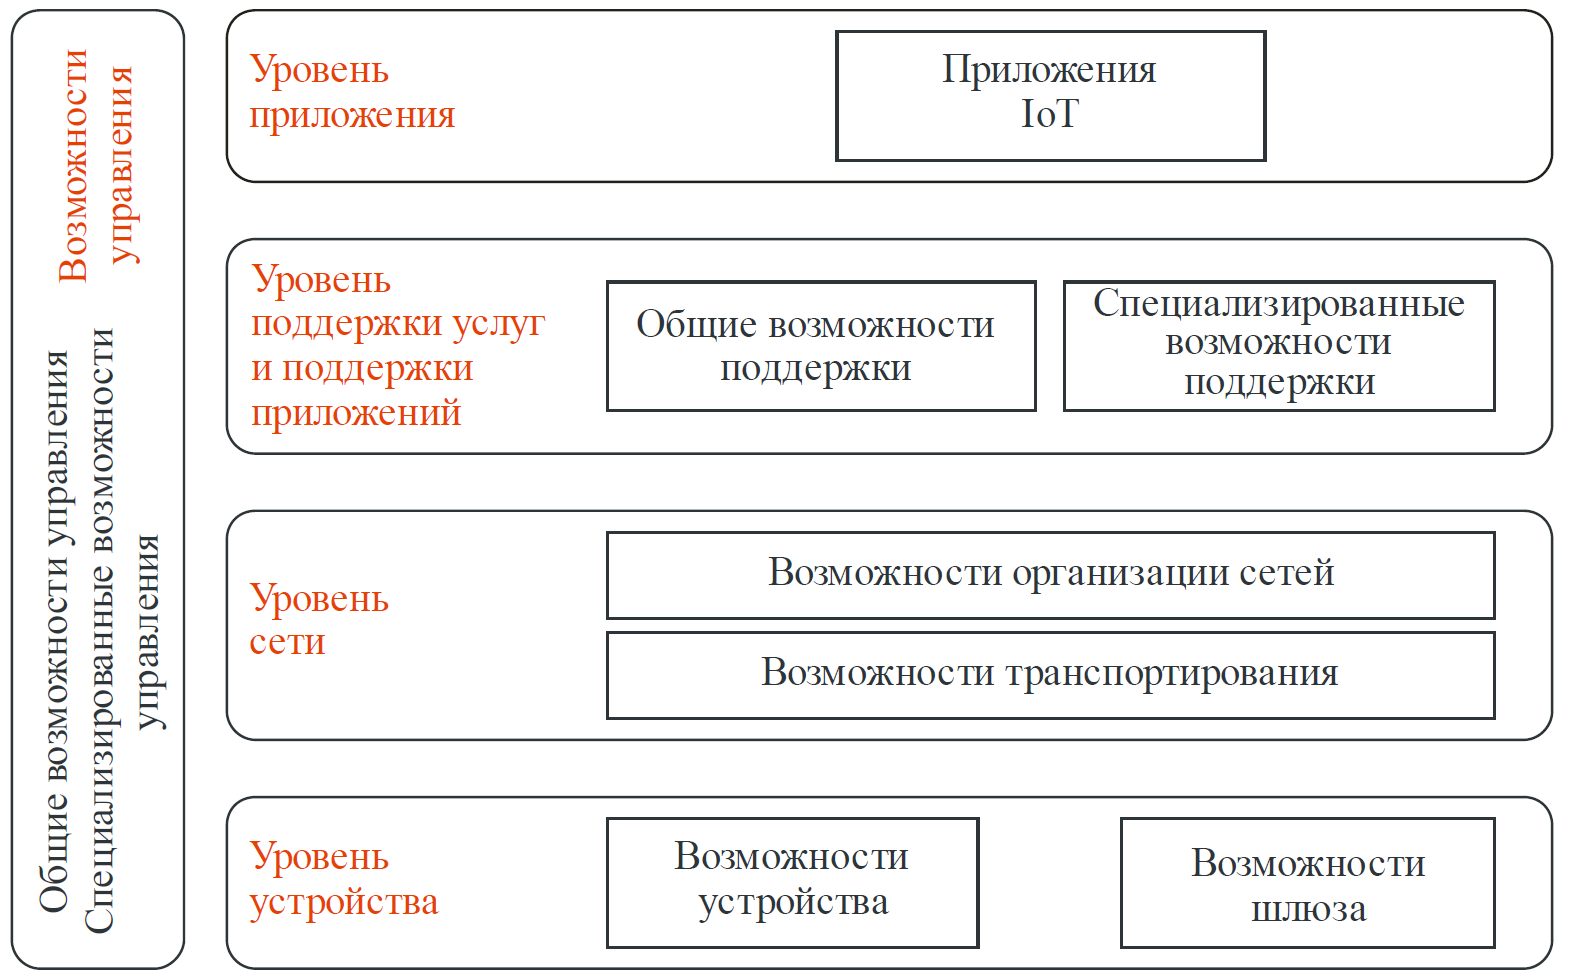 Возможности
управления
Общие возможности управления
Специализированные возможности
управления
Уровень
приложения
Приложения
IoT
Уровень
поддержки услуг
и поддержки
приложений
Общие возможности
поддержки
Специализированные
возможности
поддержки
Уровень
сети
Возможности организации сетей
Возможности транспортирования
Уровень
устройства
Возможности
устройства
Возможности
шлюза